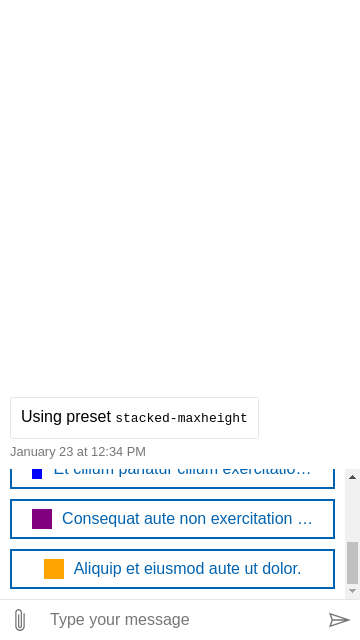 Using preset stacked-maxheight
January 23 at 12:34 PM
Et cillum pariatur cillum exercitatio…
Consequat aute non exercitation …
Aliquip et eiusmod aute ut dolor.
Type your message